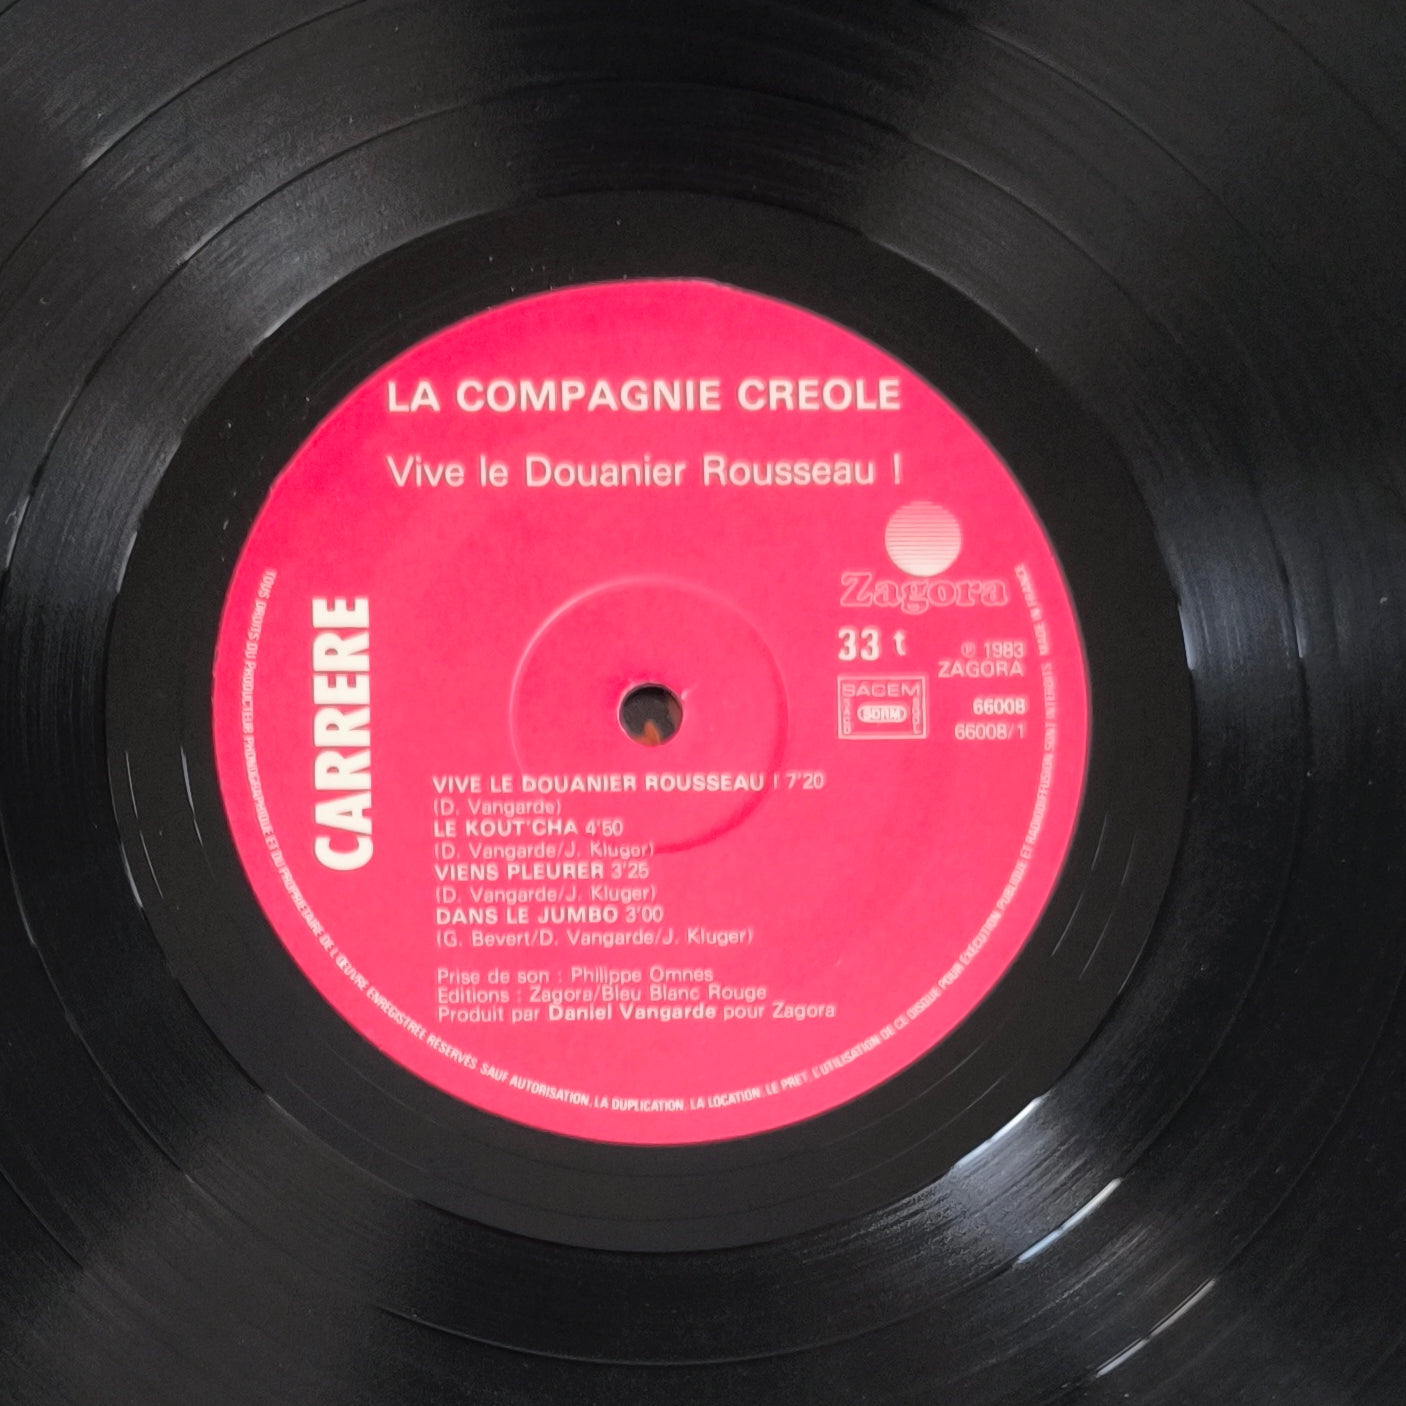 LA COMPAGNIE CREOLE
Vive le Douanier Rousseau !
Zagora
33 t
℗ 1983
ZAGORA
SACEM
SDRM
66008
66008/1
CARRERE
VIVE LE DOUANIER ROUSSEAU ! 7'20
(D. Vangarde)
LE KOUT'CHA 4'50
(D. Vangarde/J. Kluger)
VIENS PLEURER 3'25
(D. Vangarde/J. Kluger)
DANS LE JUMBO 3'00
(G. Bevert/D. Vangarde/J. Kluger)
Prise de son : Philippe Omnes
Editions : Zagora/Bleu Blanc Rouge
Produit par Daniel Vangarde pour Zagora
TOUS DROITS DU PRODUCTEUR PHONOGRAPHIQUE ET DU PROPRIETAIRE DE L'ŒUVRE ENREGISTREE RESERVES. SAUF AUTORISATION, LA DUPLICATION, LA LOCATION, LE PRET, L'UTILISATION DE CE DISQUE POUR EXECUTION PUBLIQUE ET RADIODIFFUSION SONT INTERDITS. MADE IN FRANCE